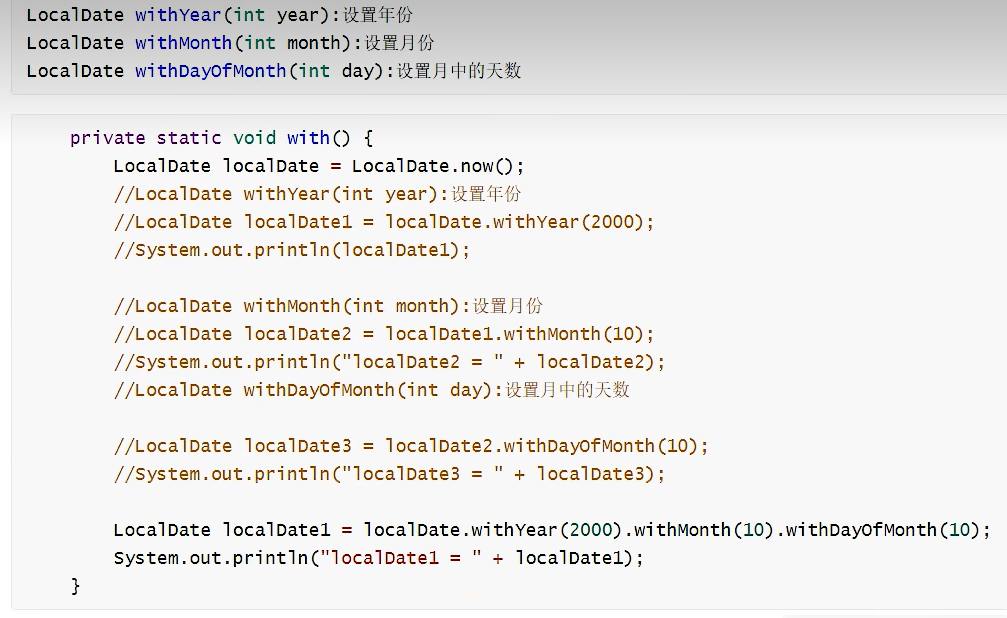 LocalDate withYear(int year):设置年份
LocalDate withMonth(int month):设置月份
LocalDate withDayOfMonth(int day):设置月中的天数
private static void with() {
LocalDate localDate = LocalDate.now();
//LocalDate withYear(int year):设置年份
//LocalDate localDate1 = localDate.withYear(2000);
//System.out.println(localDate1);
//LocalDate withMonth(int month):设置月份
//LocalDate localDate2 = localDate1.withMonth(10);
//System.out.println("localDate2 = " + localDate2);
//LocalDate withDayOfMonth(int day):设置月中的天数
//LocalDate localDate3 = localDate2.withDayOfMonth(10);
//System.out.println("localDate3 = " + localDate3);
LocalDate localDate1 = localDate.withYear(2000).withMonth(10).withDayOfMonth(10);
System.out.println("localDate1 = " + localDate1);
}